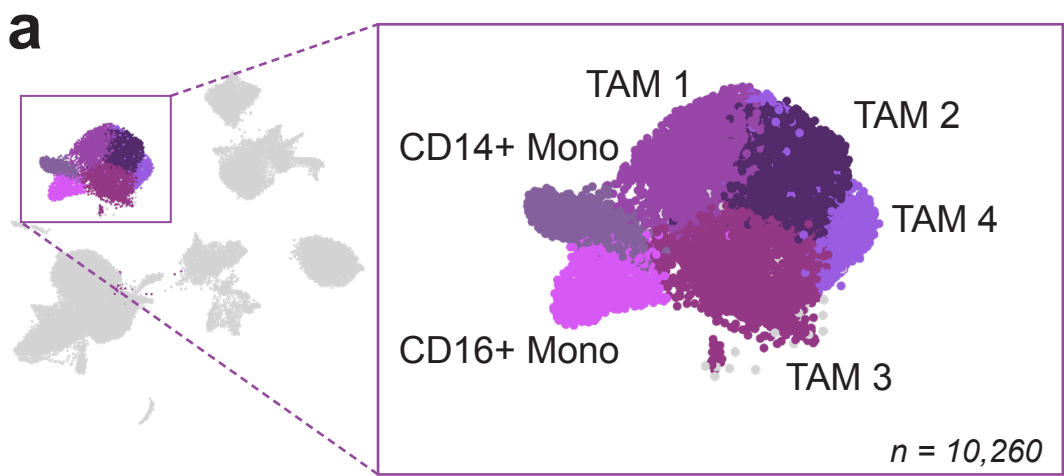 a
TAM 1
TAM 2
CD14+ Mono
TAM 4
CD16+ Mono
TAM 3
n = 10,260